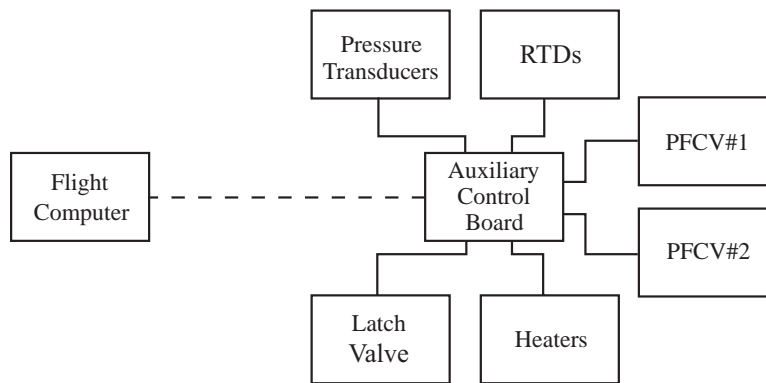 Pressure
Transducers
RTDs
PFCV#1
Flight
Computer
Auxiliary
Control
Board
PFCV#2
Latch
Valve
Heaters